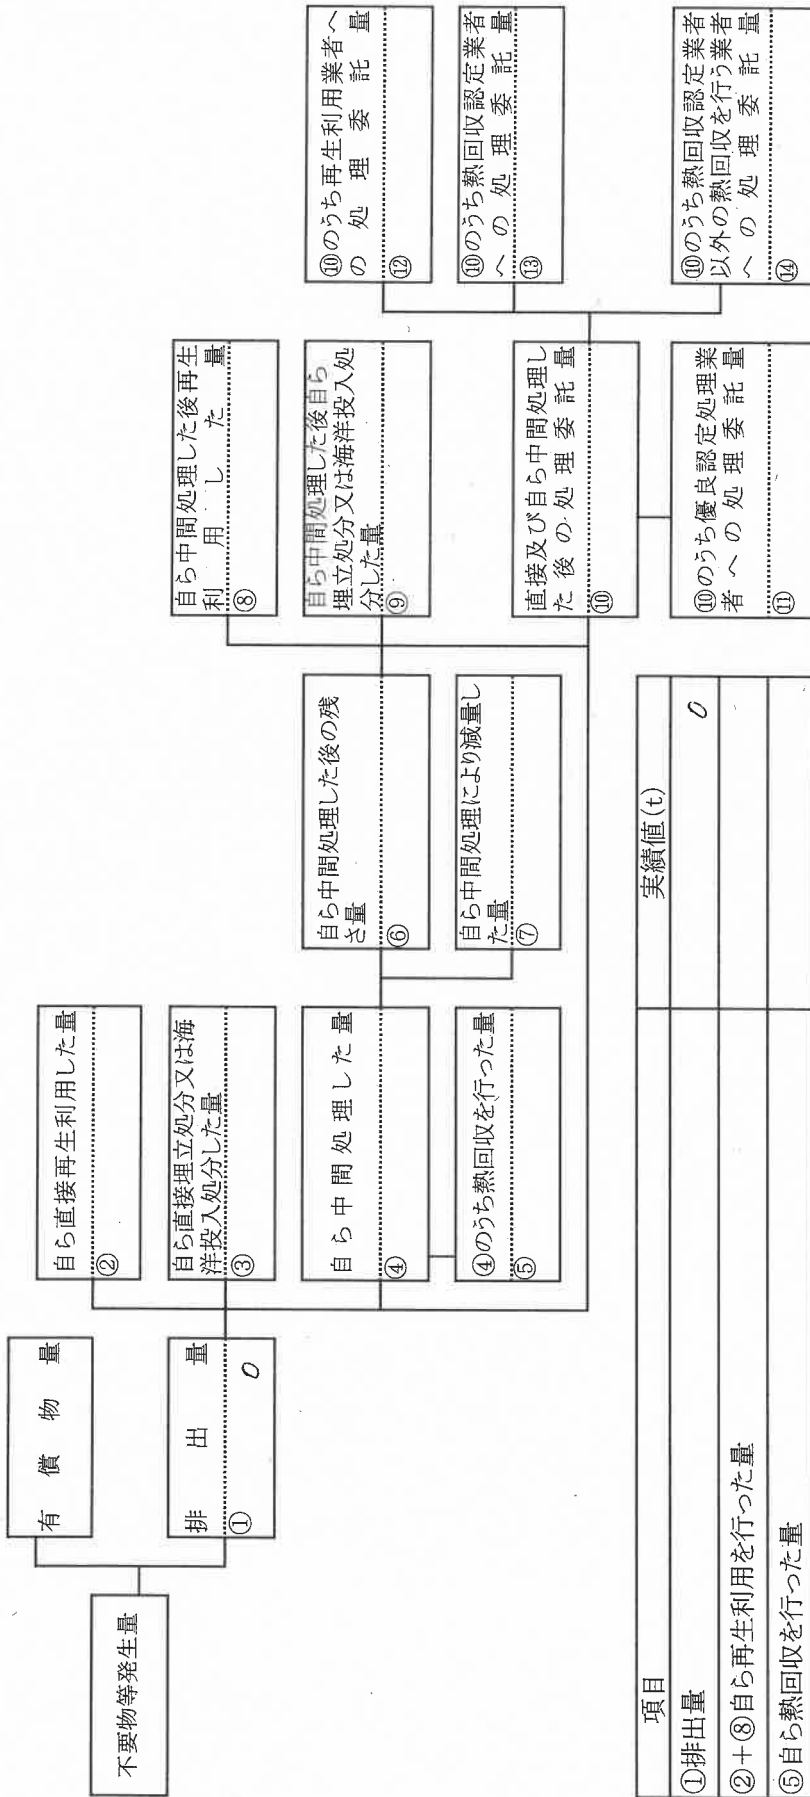 不要物等発生量
有償物量
排出量
① 0
自ら直接再生利用した量
②
自ら直接埋立処分又は海
洋投入処分した量
③
自ら中間処理した量
④
④のうち熱回収を行った量
⑤
自ら中間処理した後の残
さ量
⑥
自ら中間処理により減量し
た量
⑦
自ら中間処理した後再生
利用した量
⑧
自ら中間処理した後自ら
埋立処分又は海洋投入処
分した量
⑨
直接及び自ら中間処理し
た後の処理委託量
⑩
⑩のうち優良認定処理業
者への処理委託量
⑪
⑩のうち再生利用業者へ
の処理委託量
⑫
⑩のうち熱回収認定業者
への処理委託量
⑬
⑩のうち熱回収認定業者
以外の熱回収を行う業者
への処理委託量
⑭
項目 実績値(t)
①排出量 0
②+⑧自ら再生利用を行った量
⑤自ら熱回収を行った量